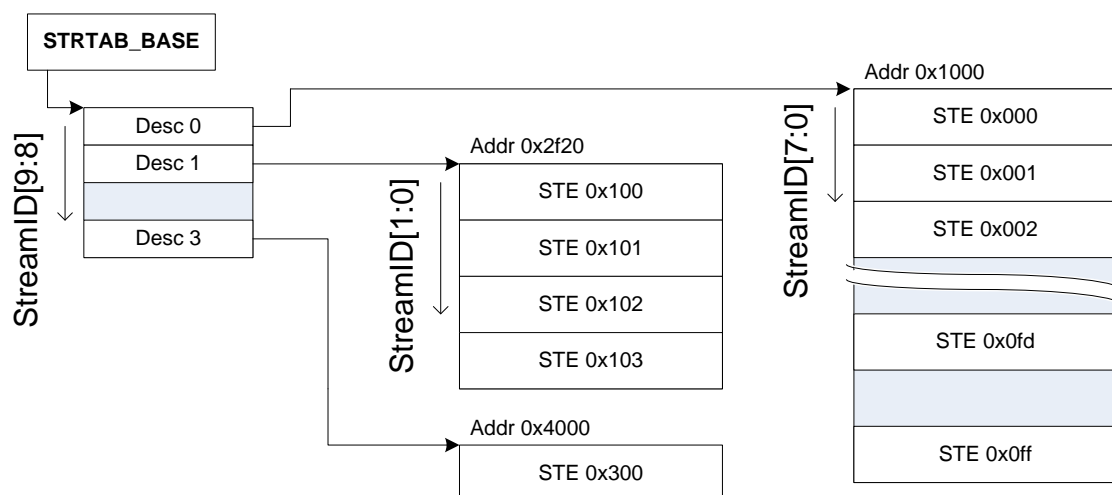 STRTAB_BASE
StreamID[9:8]
Desc 0
Desc 1
Desc 3
Addr 0x2f20
StreamID[1:0]
STE 0x100
STE 0x101
STE 0x102
STE 0x103
Addr 0x4000
STE 0x300
Addr 0x1000
StreamID[7:0]
STE 0x000
STE 0x001
STE 0x002
STE 0x0fd
STE 0x0ff